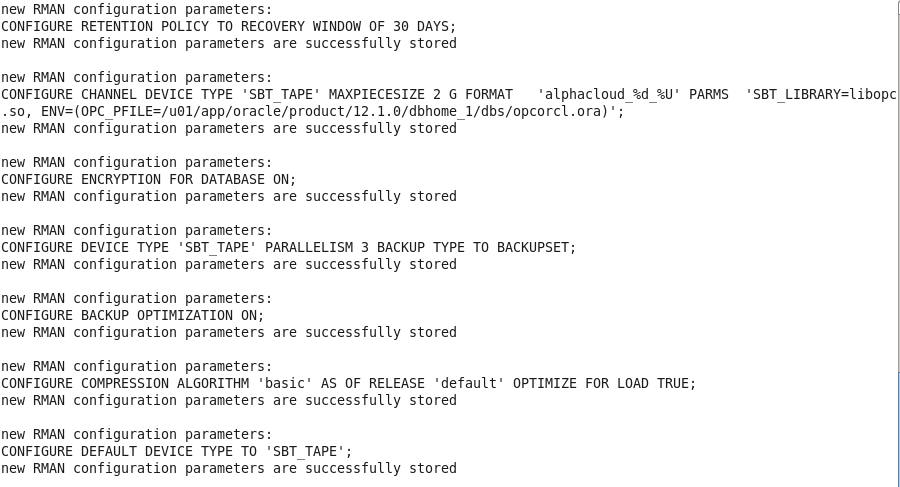 new RMAN configuration parameters:
CONFIGURE RETENTION POLICY TO RECOVERY WINDOW OF 30 DAYS;
new RMAN configuration parameters are successfully stored
new RMAN configuration parameters:
CONFIGURE CHANNEL DEVICE TYPE 'SBT_TAPE' MAXPIECESIZE 2 G FORMAT   'alphacloud_%d_%U' PARMS  'SBT_LIBRARY=libopc
.so, ENV=(OPC_PFILE=/u01/app/oracle/product/12.1.0/dbhome_1/dbs/opcorcl.ora)';
new RMAN configuration parameters are successfully stored
new RMAN configuration parameters:
CONFIGURE ENCRYPTION FOR DATABASE ON;
new RMAN configuration parameters are successfully stored
new RMAN configuration parameters:
CONFIGURE DEVICE TYPE 'SBT_TAPE' PARALLELISM 3 BACKUP TYPE TO BACKUPSET;
new RMAN configuration parameters are successfully stored
new RMAN configuration parameters:
CONFIGURE BACKUP OPTIMIZATION ON;
new RMAN configuration parameters are successfully stored
new RMAN configuration parameters:
CONFIGURE COMPRESSION ALGORITHM 'basic' AS OF RELEASE 'default' OPTIMIZE FOR LOAD TRUE;
new RMAN configuration parameters are successfully stored
new RMAN configuration parameters:
CONFIGURE DEFAULT DEVICE TYPE TO 'SBT_TAPE';
new RMAN configuration parameters are successfully stored